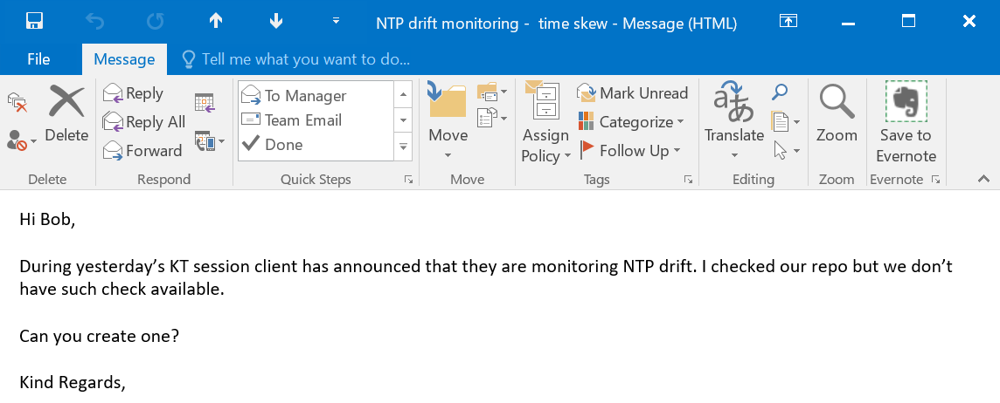 NTP drift monitoring -  time skew - Message (HTML)
File Message Tell me what you want to do...
Delete
Reply
Reply All
Forward
To Manager
Team Email
Done
Move
Assign Policy
Mark Unread
Categorize
Follow Up
Translate
Zoom
Save to Evernote
Delete Respond Quick Steps Move Tags Editing Zoom Evernote
Hi Bob,
During yesterday’s KT session client has announced that they are monitoring NTP drift. I checked our repo but we don’t
have such check available.
Can you create one?
Kind Regards,